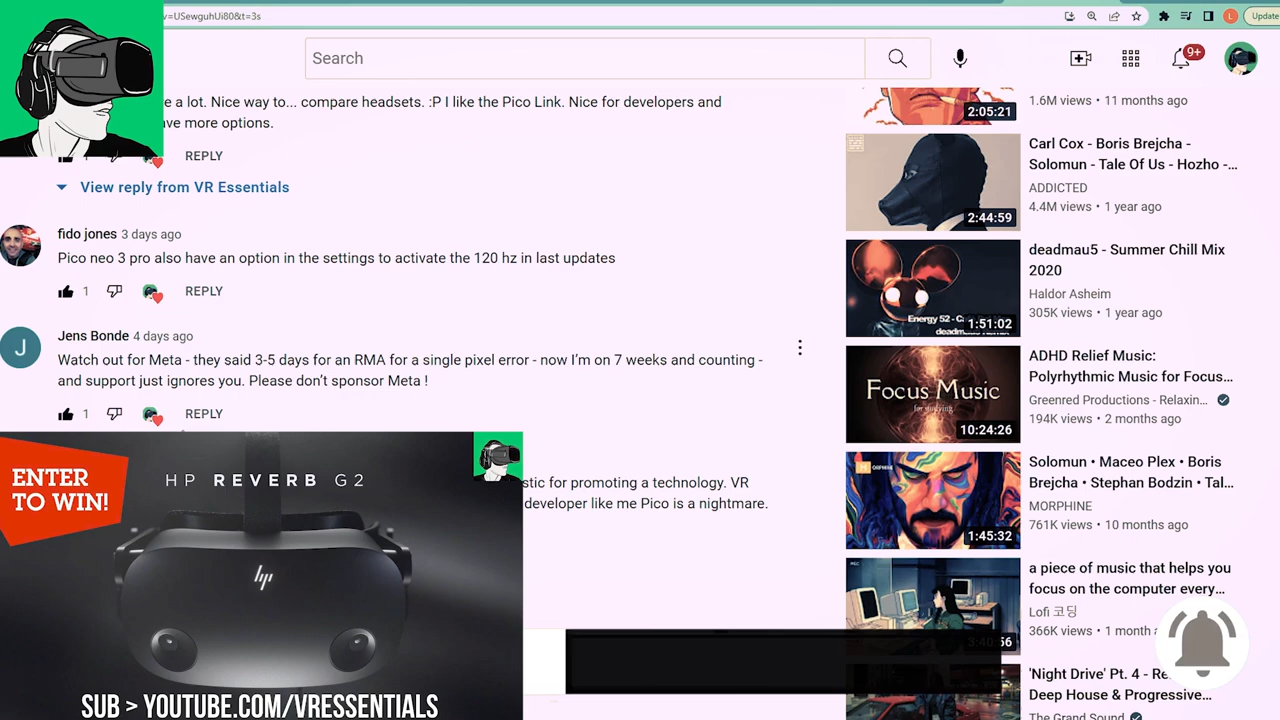 v=USewguhUi80&t=3s
Update
Search
9+
e a lot. Nice way to... compare headsets. :P I like the Pico Link. Nice for developers and
ve more options.
REPLY
View reply from VR Essentials
fido jones 3 days ago
Pico neo 3 pro also have an option in the settings to activate the 120 hz in last updates
1 REPLY
J
Jens Bonde 4 days ago
Watch out for Meta - they said 3-5 days for an RMA for a single pixel error - now I'm on 7 weeks and counting -
and support just ignores you. Please don't sponsor Meta !
1 REPLY
stic for promoting a technology. VR
developer like me Pico is a nightmare.
ENTER
TO WIN!
HP REVERB G2
hp
SUB > YOUTUBE.COM/VRESSENTIALS
2:05:21
1.6M views • 11 months ago
2:44:59
Carl Cox - Boris Brejcha -
Solomun - Tale Of Us - Hozho -...
ADDICTED
4.4M views • 1 year ago
1:51:02
deadmau5 - Summer Chill Mix
2020
Haldor Asheim
305K views • 1 year ago
Focus Music
for studying
10:24:26
ADHD Relief Music:
Polyrhythmic Music for Focus...
Greenred Productions - Relaxin...
194K views • 2 months ago
1:45:32
Solomun • Maceo Plex • Boris
Brejcha • Stephan Bodzin • Tal...
MORPHINE
761K views • 10 months ago
3:40:56
a piece of music that helps you
focus on the computer every...
Lofi 코딩
366K views • 1 month a
'Night Drive' Pt. 4 - Re
Deep House & Progressive...
The Grand Sound